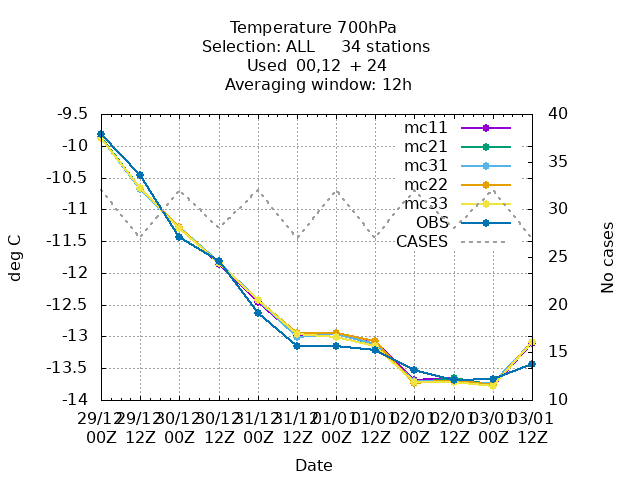 Temperature 700hPa
Selection: ALL 34 stations
Used 00,12 + 24
Averaging window: 12h
-9.5
-10
-10.5
-11
-11.5
-12
-12.5
-13
-13.5
-14
deg C
40
35
30
25
20
15
10
No cases
mc11
mc21
mc31
mc22
mc33
OBS
CASES
29/12 29/12 30/12 30/12 31/12 31/12 01/01 01/01 02/01 02/01 03/01 03/01
00Z 12Z 00Z 12Z 00Z 12Z 00Z 12Z 00Z 12Z 00Z 12Z
Date